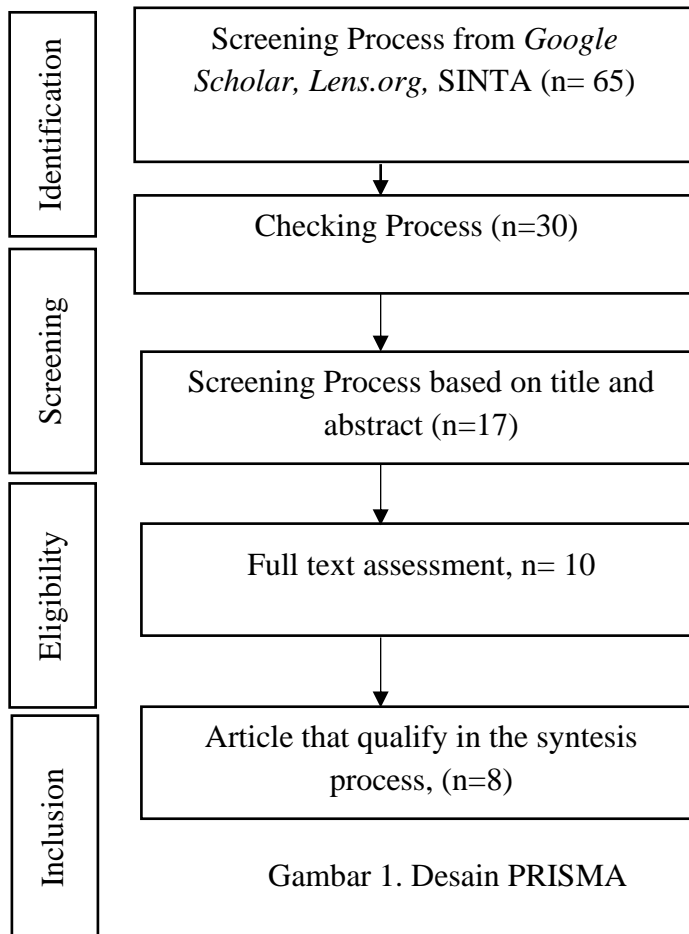 Identification
Screening Process from Google
Scholar, Lens.org, SINTA (n= 65)
Checking Process (n=30)
Screening
Screening Process based on title and
abstract (n=17)
Eligibility
Full text assessment, n= 10
Inclusion
Article that qualify in the syntesis
process, (n=8)
Gambar 1. Desain PRISMA